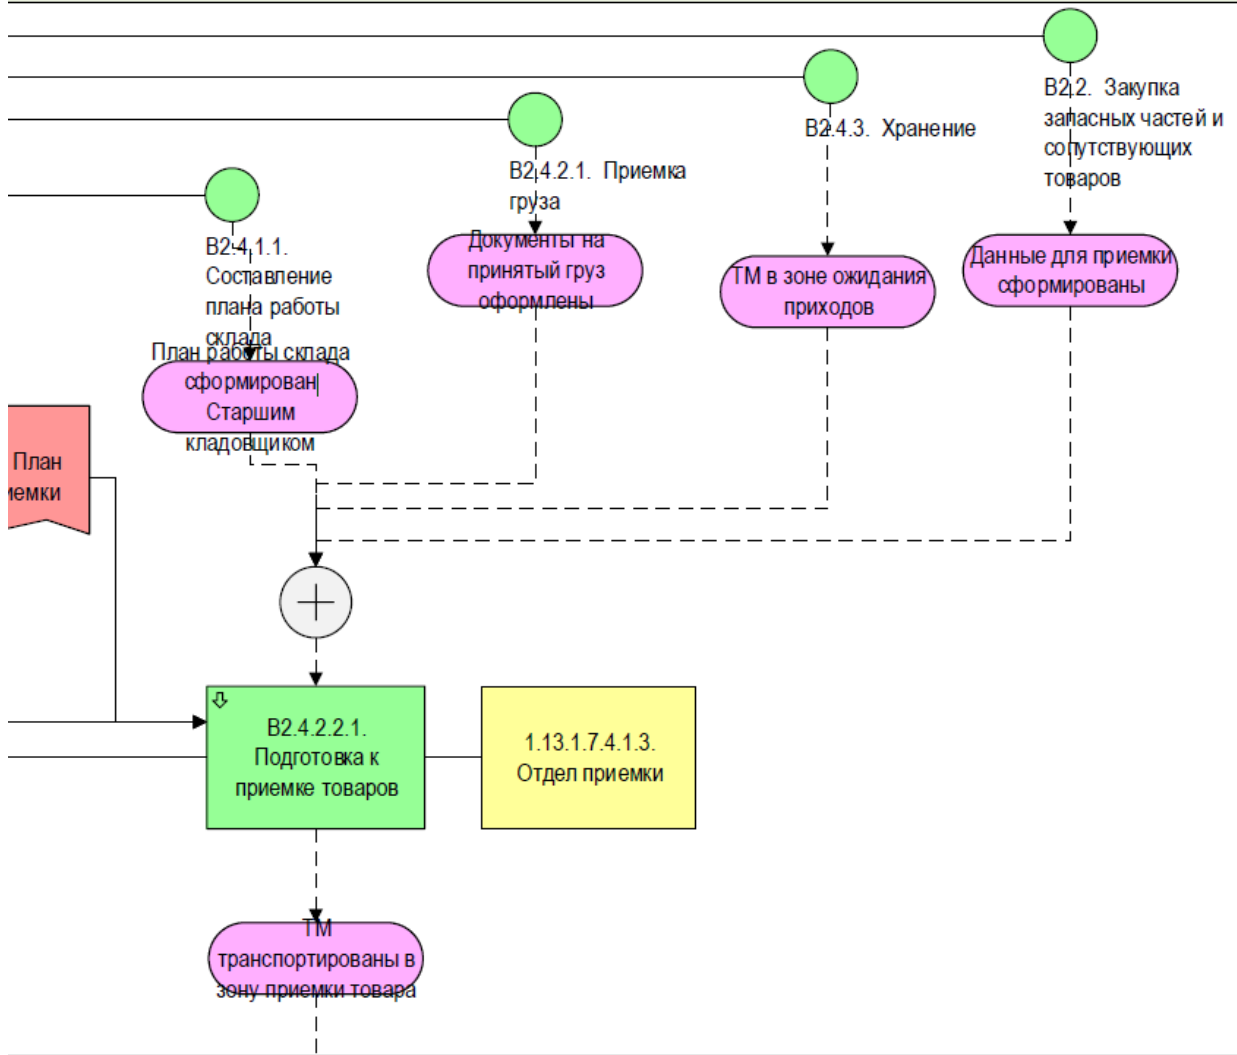 B2.2. Закупка
запасных частей и
сопутствующих
товаров
B2.4.3. Хранение
B2.4.2.1. Приемка
груза
B2.4.1.1.
Составление
плана работы
склада
Документы на
принятый груз
оформлены
ТМ в зоне ожидания
приходов
Данные для приемки
сформированы
План работы склада
сформирован
Старшим
кладовщиком
План
иемки
B2.4.2.2.1.
Подготовка к
приемке товаров
1.13.1.7.4.1.3.
Отдел приемки
ТМ
транспортированы в
зону приемки товара